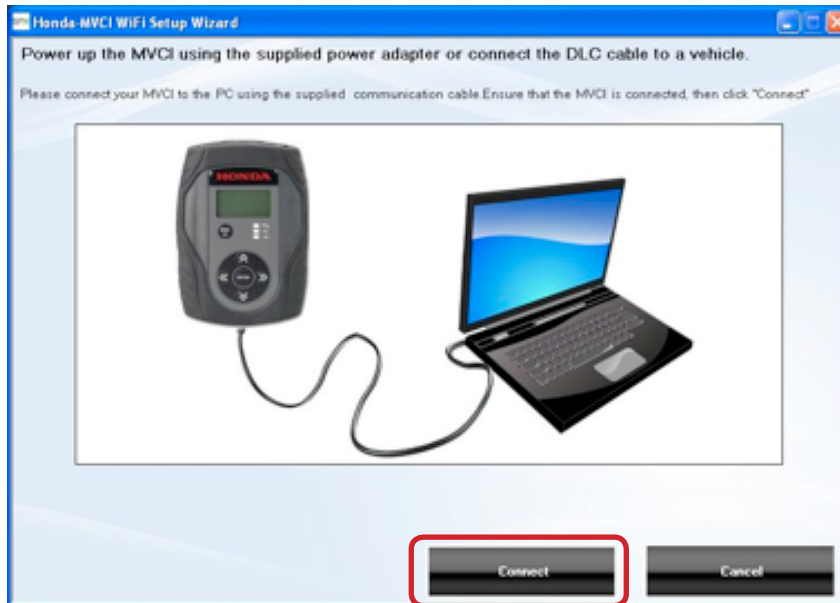 Honda-MVCI WiFi Setup Wizard
Power up the MVCI using the supplied power adapter or connect the DLC cable to a vehicle.
Please connect your MVCI to the PC using the supplied communication cable.Ensure that the MVCI is connected, then click "Connect"
HONDA
Connect
Cancel